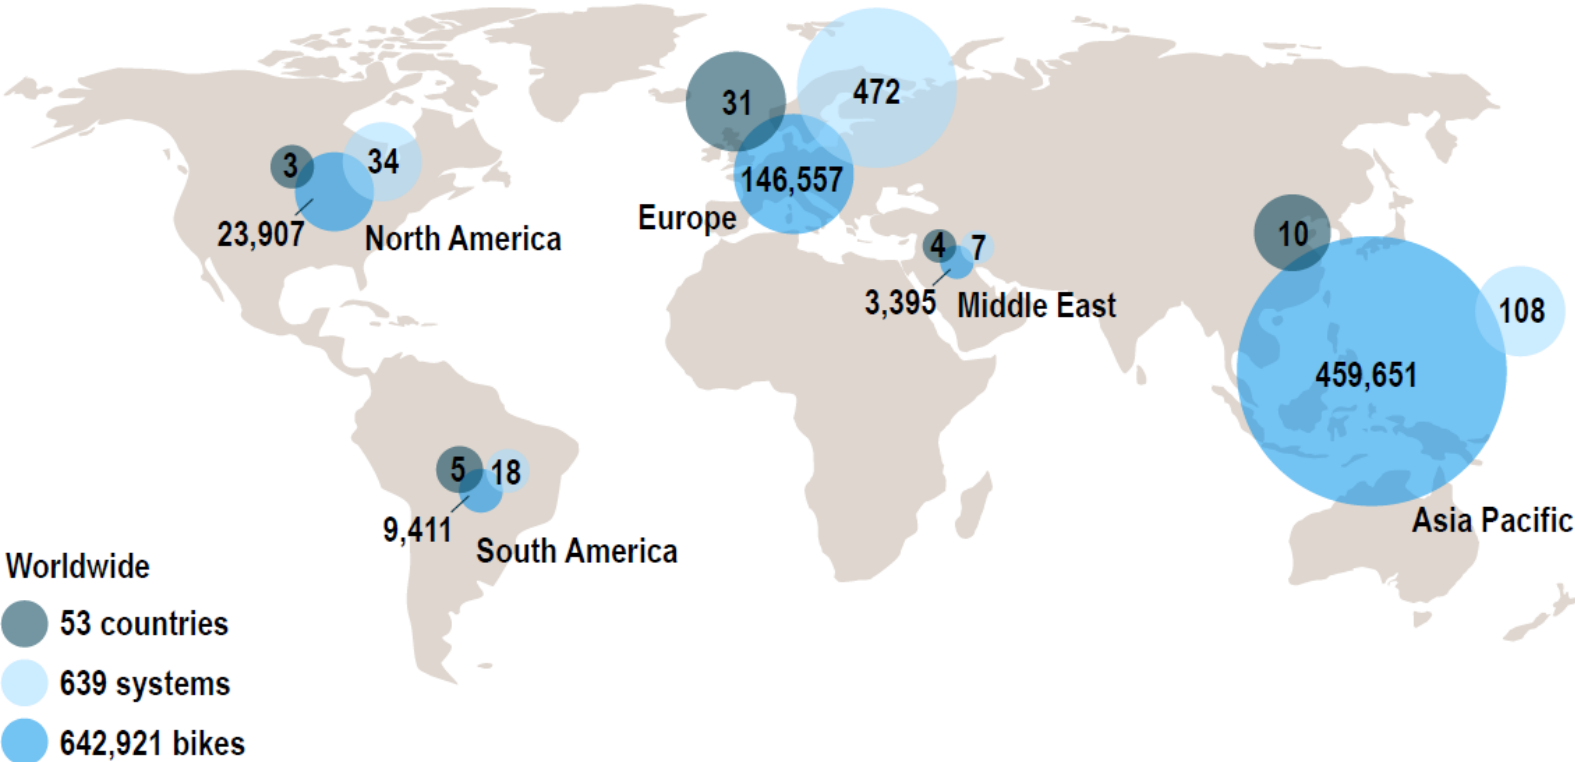 472
31
3
34
146,557
Europe
23,907
North America
10
4
7
3,395
Middle East
108
459,651
5
18
9,411
South America
Asia Pacific
Worldwide
53 countries
639 systems
642,921 bikes